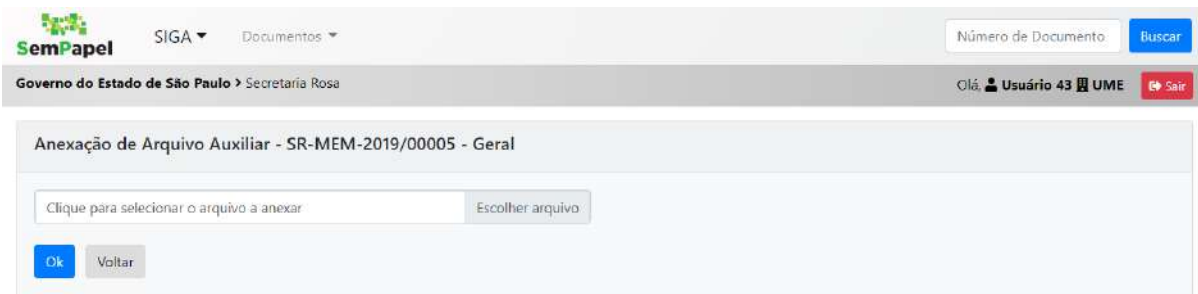 SemPapel
SIGA
Documentos
Número de Documento
Buscar
Governo do Estado de São Paulo > Secretaria Rosa
Olá, Usuário 43 UME
Sair
Anexação de Arquivo Auxiliar - SR-MEM-2019/00005 - Geral
Clique para selecionar o arquivo a anexar
Escolher arquivo
Ok
Voltar